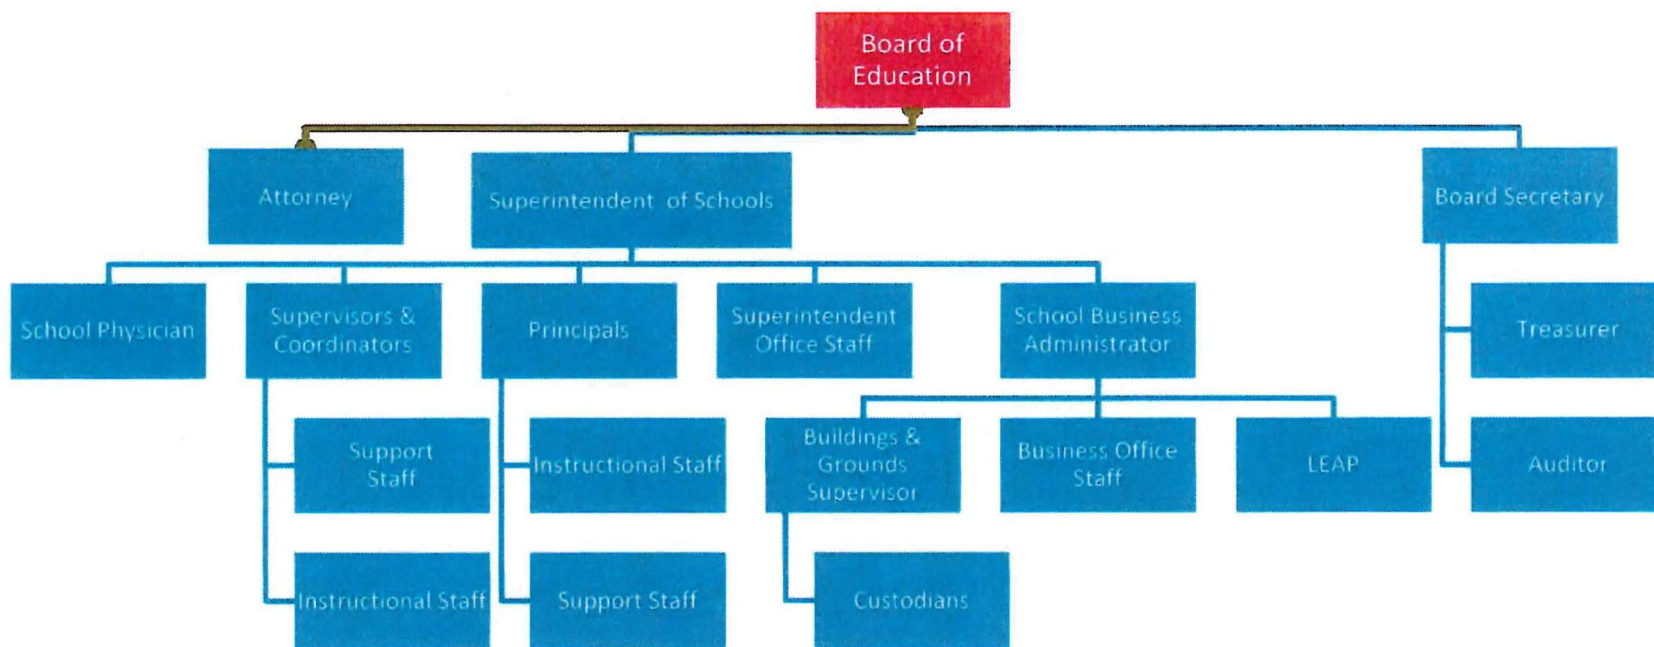 Board of
Education
Attorney
Superintendent of Schools
Board Secretary
School Physician
Supervisors &
Coordinators
Principals
Superintendent
Office Staff
School Business
Administrator
Treasurer
Support
Staff
Instructional Staff
Buildings &
Grounds
Supervisor
Business Office
Staff
LEAP
Auditor
Instructional Staff
Support Staff
Custodians